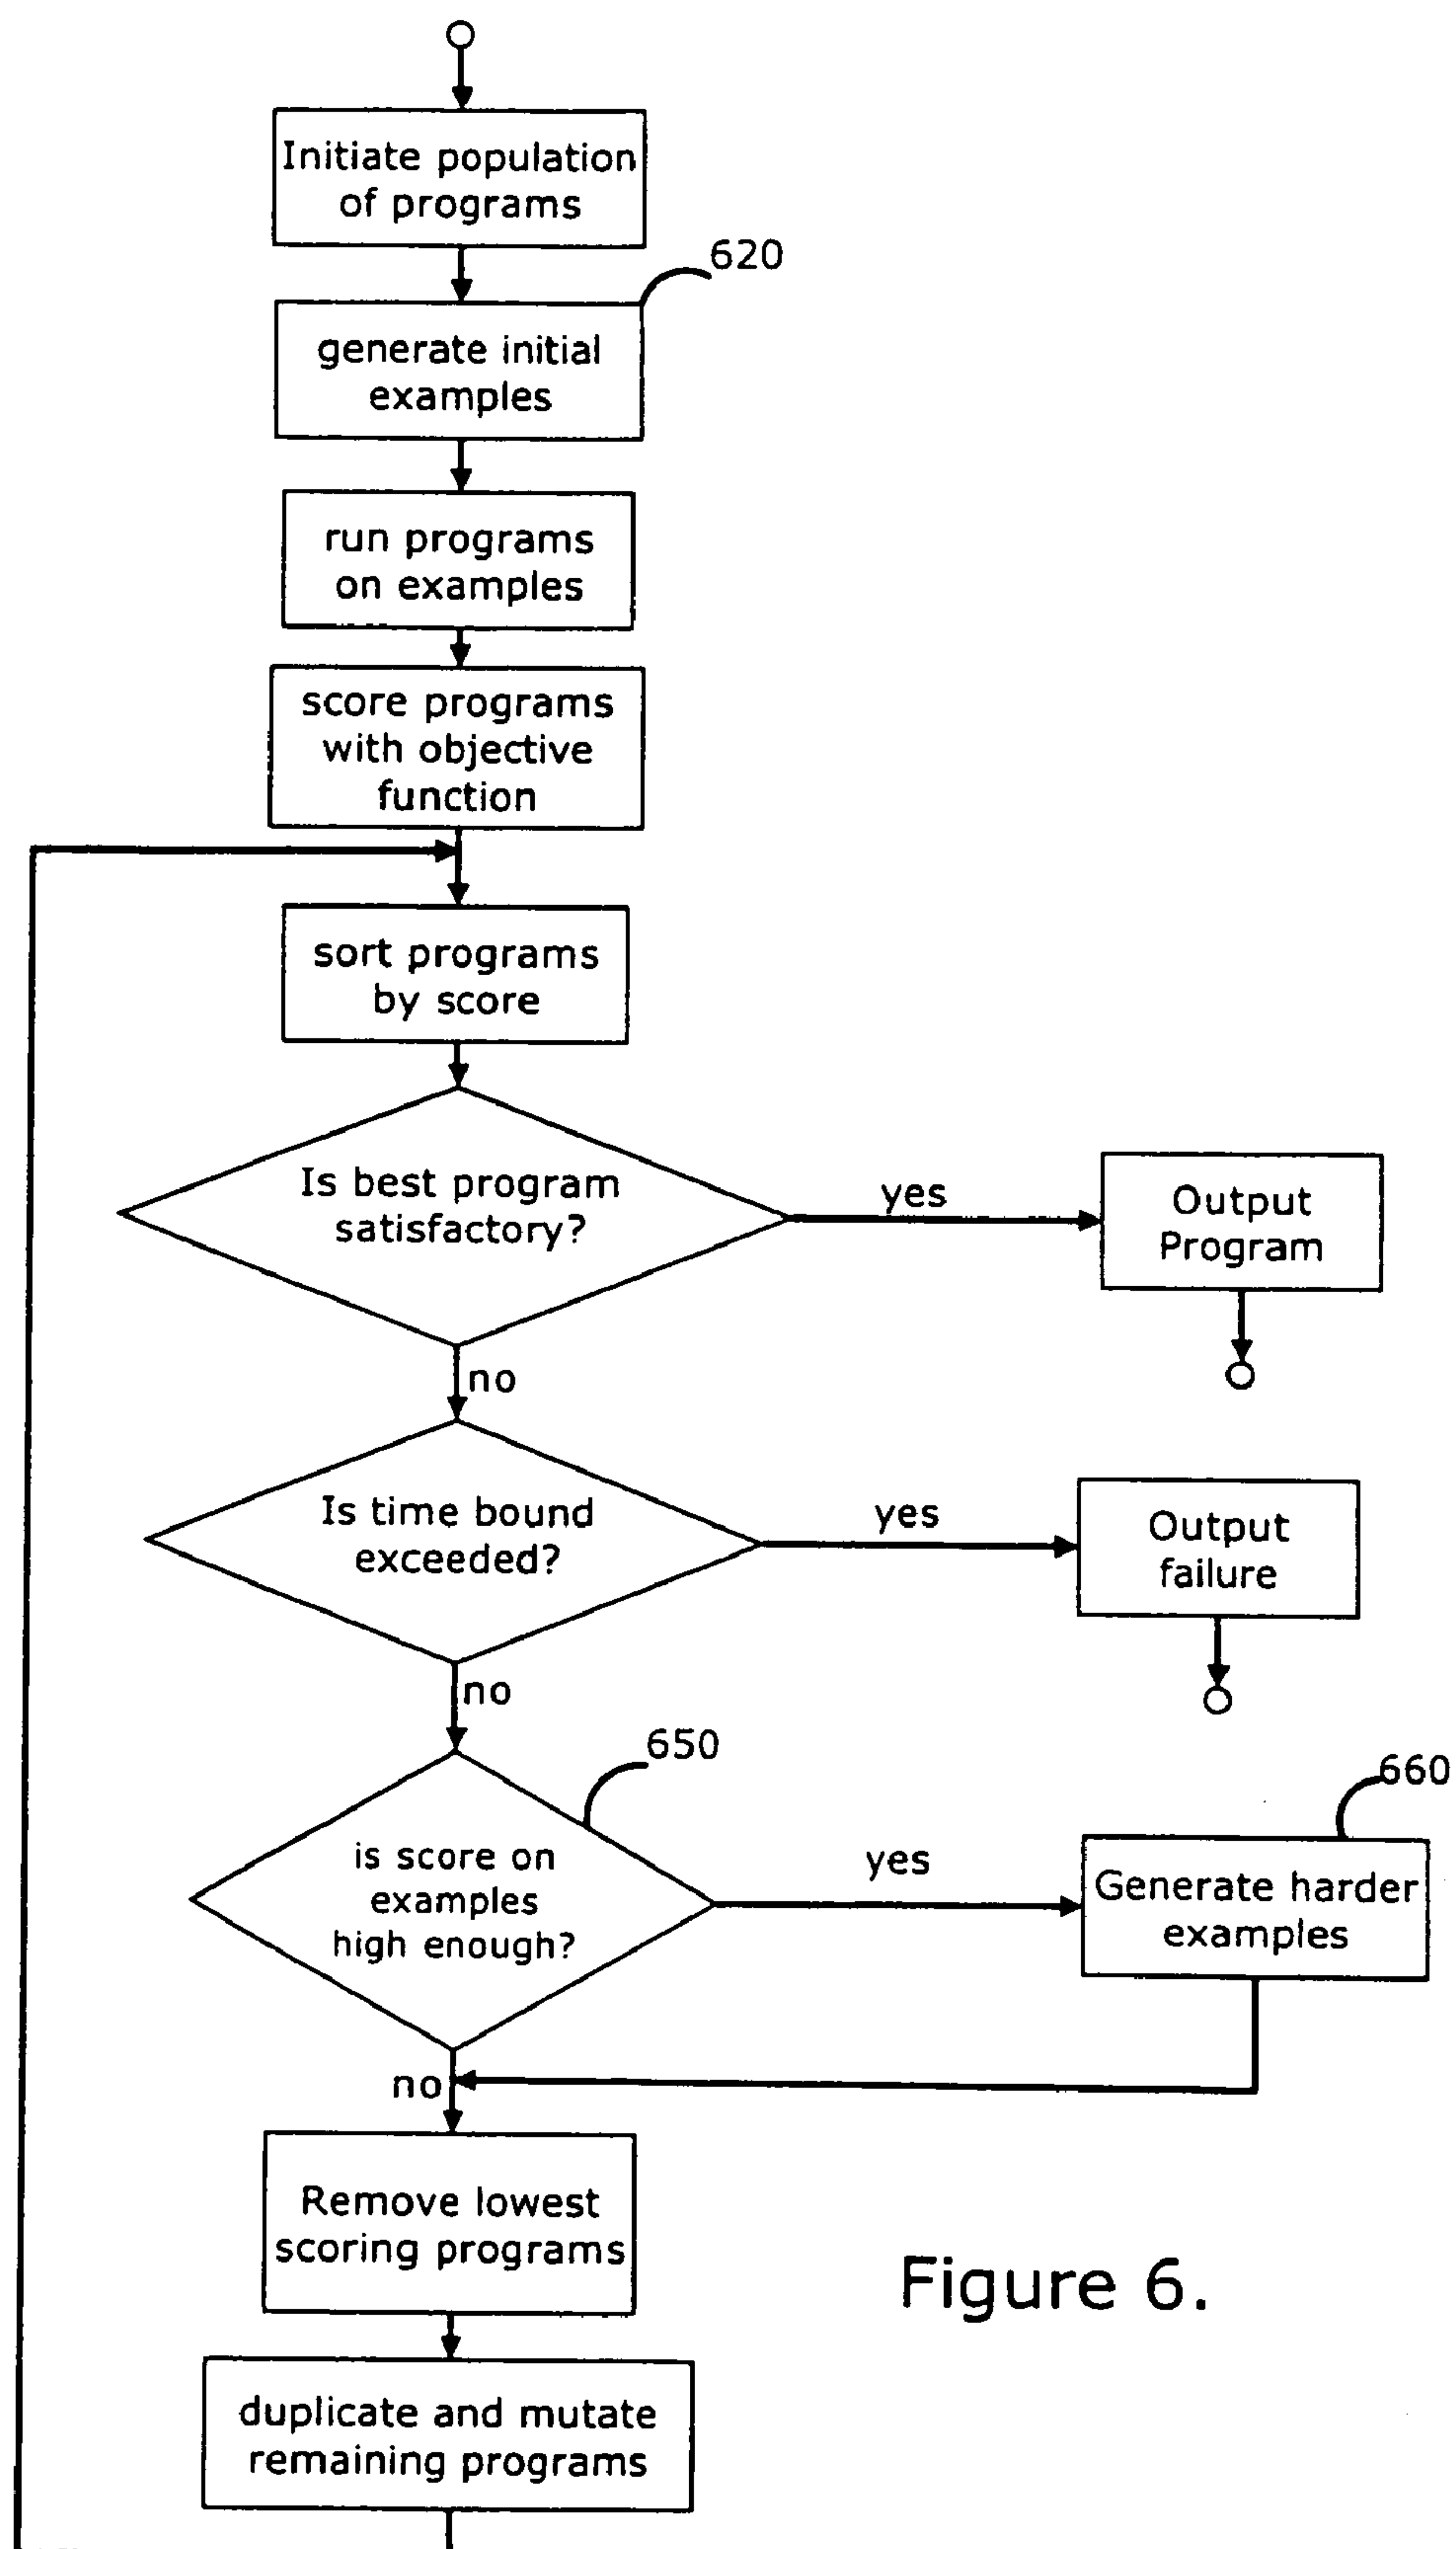 Initiate population
of programs
620
generate initial
examples
run programs
on examples
score programs
with objective
function
sort programs
by score
Is best program
satisfactory?
yes
Output
Program
no
Is time bound
exceeded?
yes
Output
failure
no
650
660
is score on
examples
high enough?
yes
Generate harder
examples
no
Remove lowest
scoring programs
Figure 6.
duplicate and mutate
remaining programs